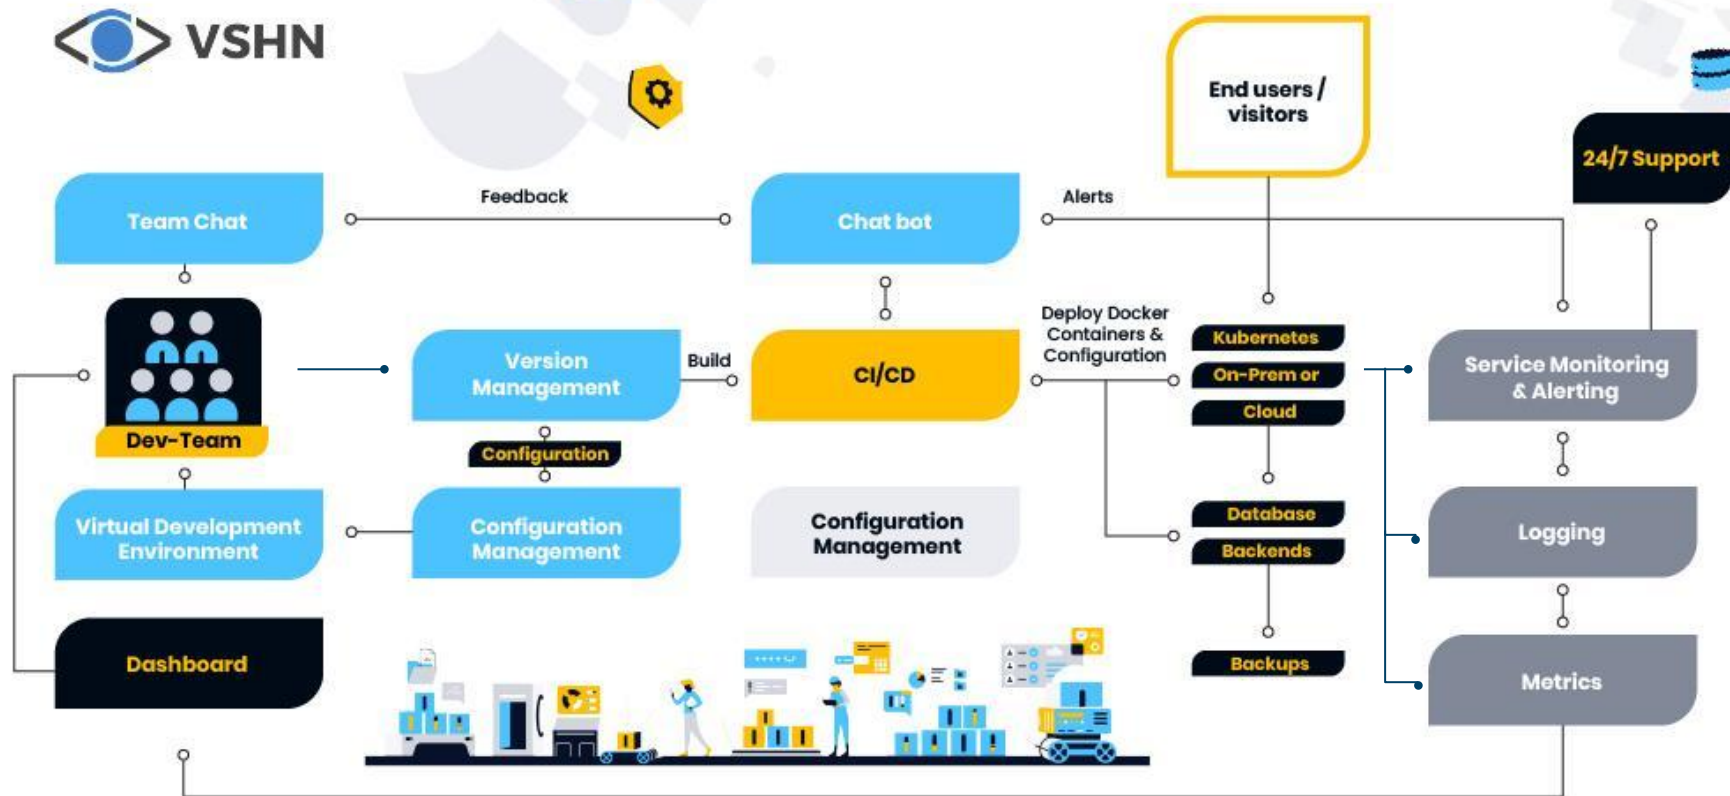 VSHN
End users /
visitors
24/7 Support
Team Chat
Feedback
Chat bot
Alerts
Dev-Team
Version
Management
Build
CI/CD
Deploy Docker
Containers &
Configuration
Kubernetes
On-Prem or
Cloud
Service Monitoring
& Alerting
Configuration
Virtual Development
Environment
Configuration
Management
Configuration
Management
Database
Backends
Logging
Dashboard
Backups
Metrics